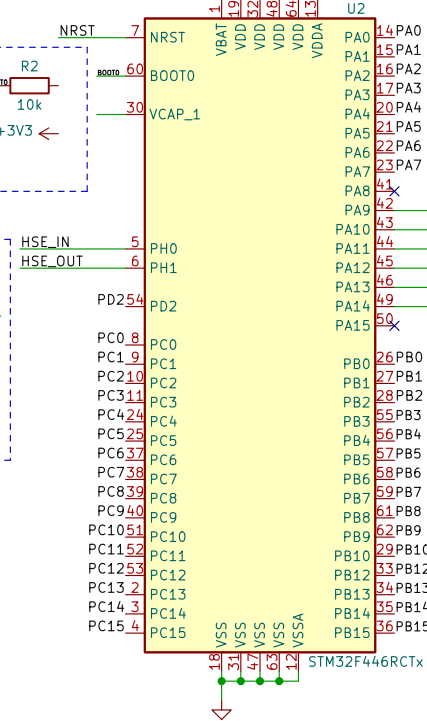 U2
1 19 32 48 64 13
VBAT VDD VDD VDD VDD VDDA
NRST 7 NRST PA0 14 PA0
PA1 15 PA1
R2 BOOT0 60 BOOT0 PA2 16 PA2
PA3 17 PA3
10k 30 VCAP_1 PA4 20 PA4
+3V3 PA5 21 PA5
PA6 22 PA6
PA7 23 PA7
PA8 41
PA9 42
PA10 43
HSE_IN 5 PH0 PA11 44
HSE_OUT 6 PH1 PA12 45
PA13 46
PD2 54 PD2 PA14 49
PA15 50
PC0 8 PC0
PC1 9 PC1 PB0 26 PB0
PC2 10 PC2 PB1 27 PB1
PC3 11 PC3 PB2 28 PB2
PC4 24 PC4 PB3 55 PB3
PC5 25 PC5 PB4 56 PB4
PC6 37 PC6 PB5 57 PB5
PC7 38 PC7 PB6 58 PB6
PC8 39 PC8 PB7 59 PB7
PC9 40 PC9 PB8 61 PB8
PC10 51 PC10 PB9 62 PB9
PC11 52 PC11 PB10 29 PB10
PC12 53 PC12 PB12 33 PB12
PC13 2 PC13 PB13 34 PB13
PC14 3 PC14 PB14 35 PB14
PC15 4 PC15 PB15 36 PB15
VSS VSS VSS VSS VSSA
18 31 47 63 12
STM32F446RCTx